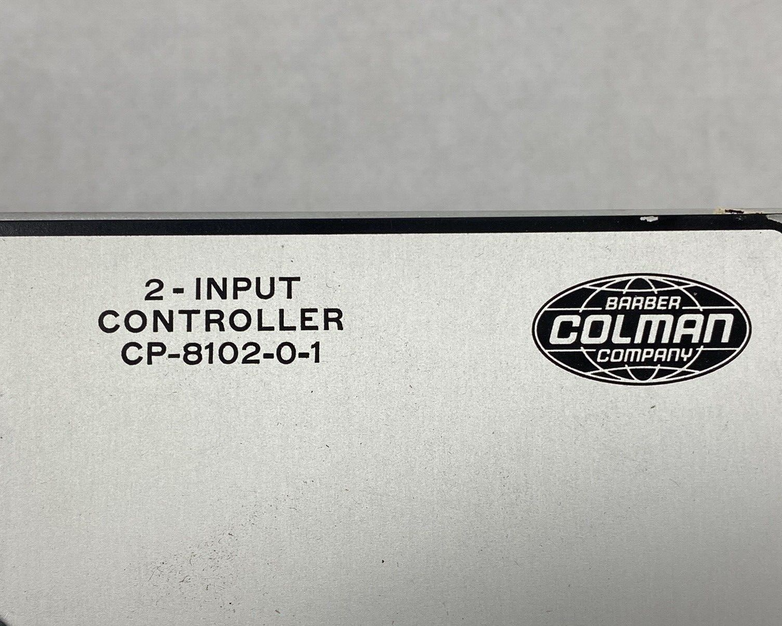 2-INPUT
CONTROLLER
CP-8102-0-1
BARBER
COLMAN
COMPANY